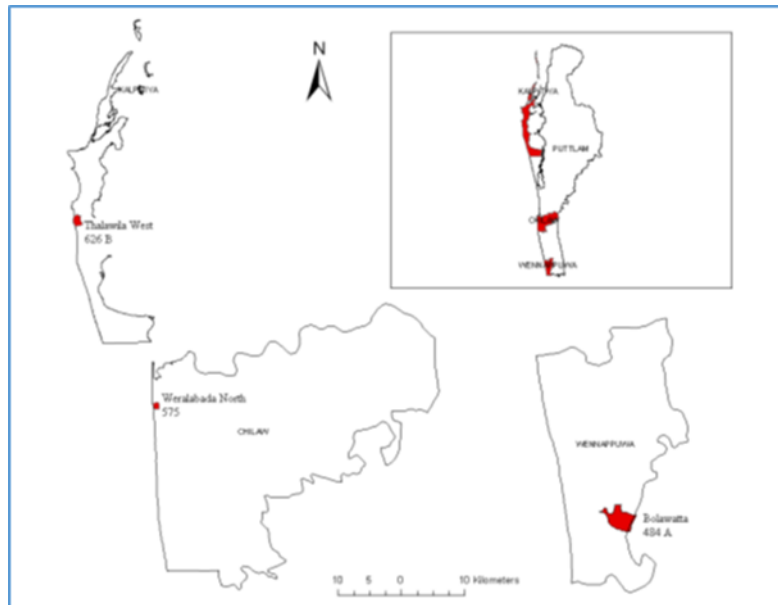 N
KALPITIYA
KALPITIYA
PUTTLAM
Thalawila West
626 B
WENNAPPUWA
Weralabada North
575
CHILAW
WENNAPPUWA
Bolawatta
484 A
10 5 0 10 Kilometers